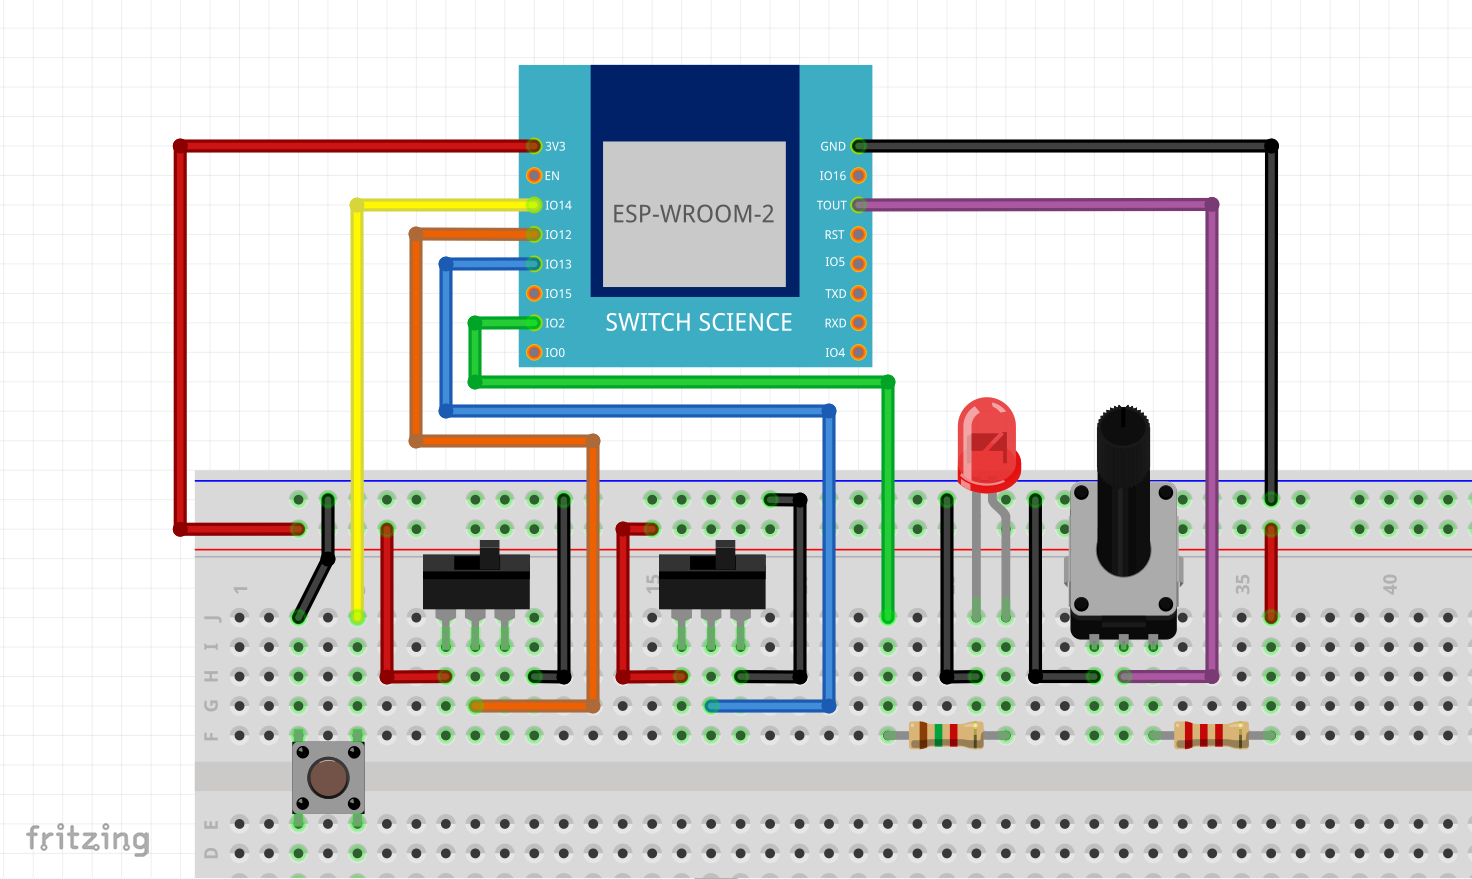 3V3
EN
IO14
IO12
IO13
IO15
IO2
IO0
GND
IO16
TOUT
RST
IO5
TXD
RXD
IO4
ESP-WROOM-2
SWITCH SCIENCE
1
15
35
40
J
I
H
G
F
E
D
fritzing